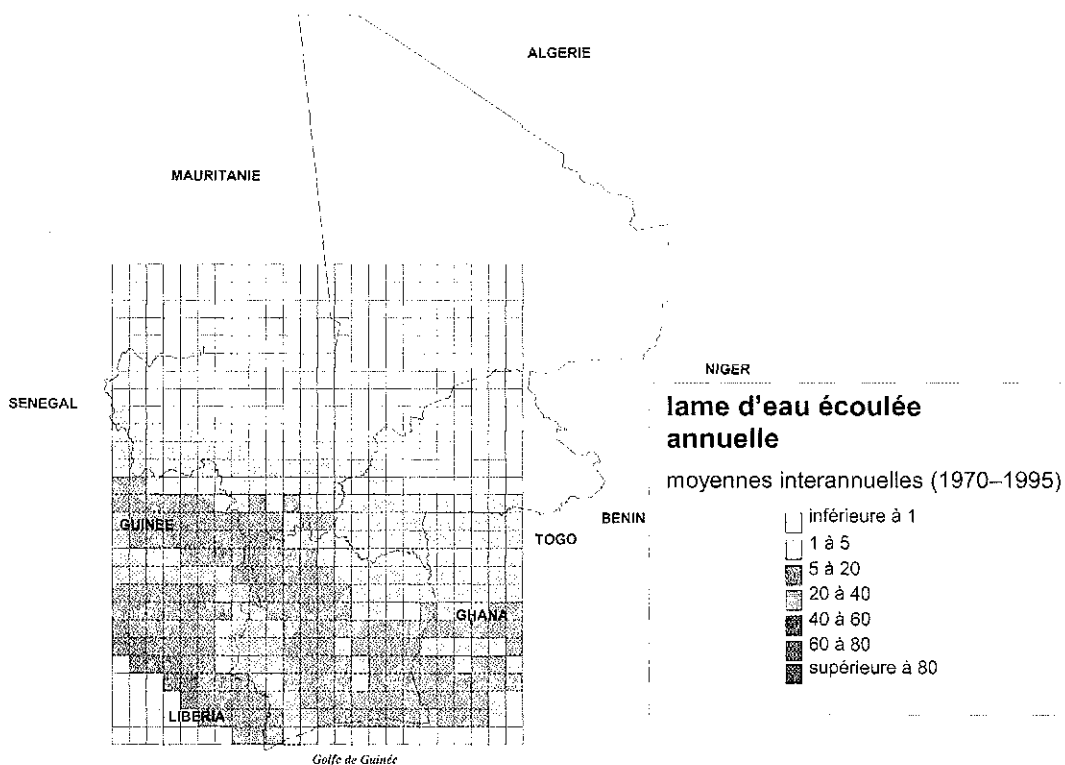 ALGERIE
MAURITANIE
NIGER
SENEGAL
lame d'eau écoulée
annuelle
moyennes interannuelles (1970–1995)
inférieure à 1
1 à 5
5 à 20
20 à 40
40 à 60
60 à 80
supérieure à 80
GUINEE
BENIN
TOGO
GHANA
LIBERIA
Golfe de Guinée